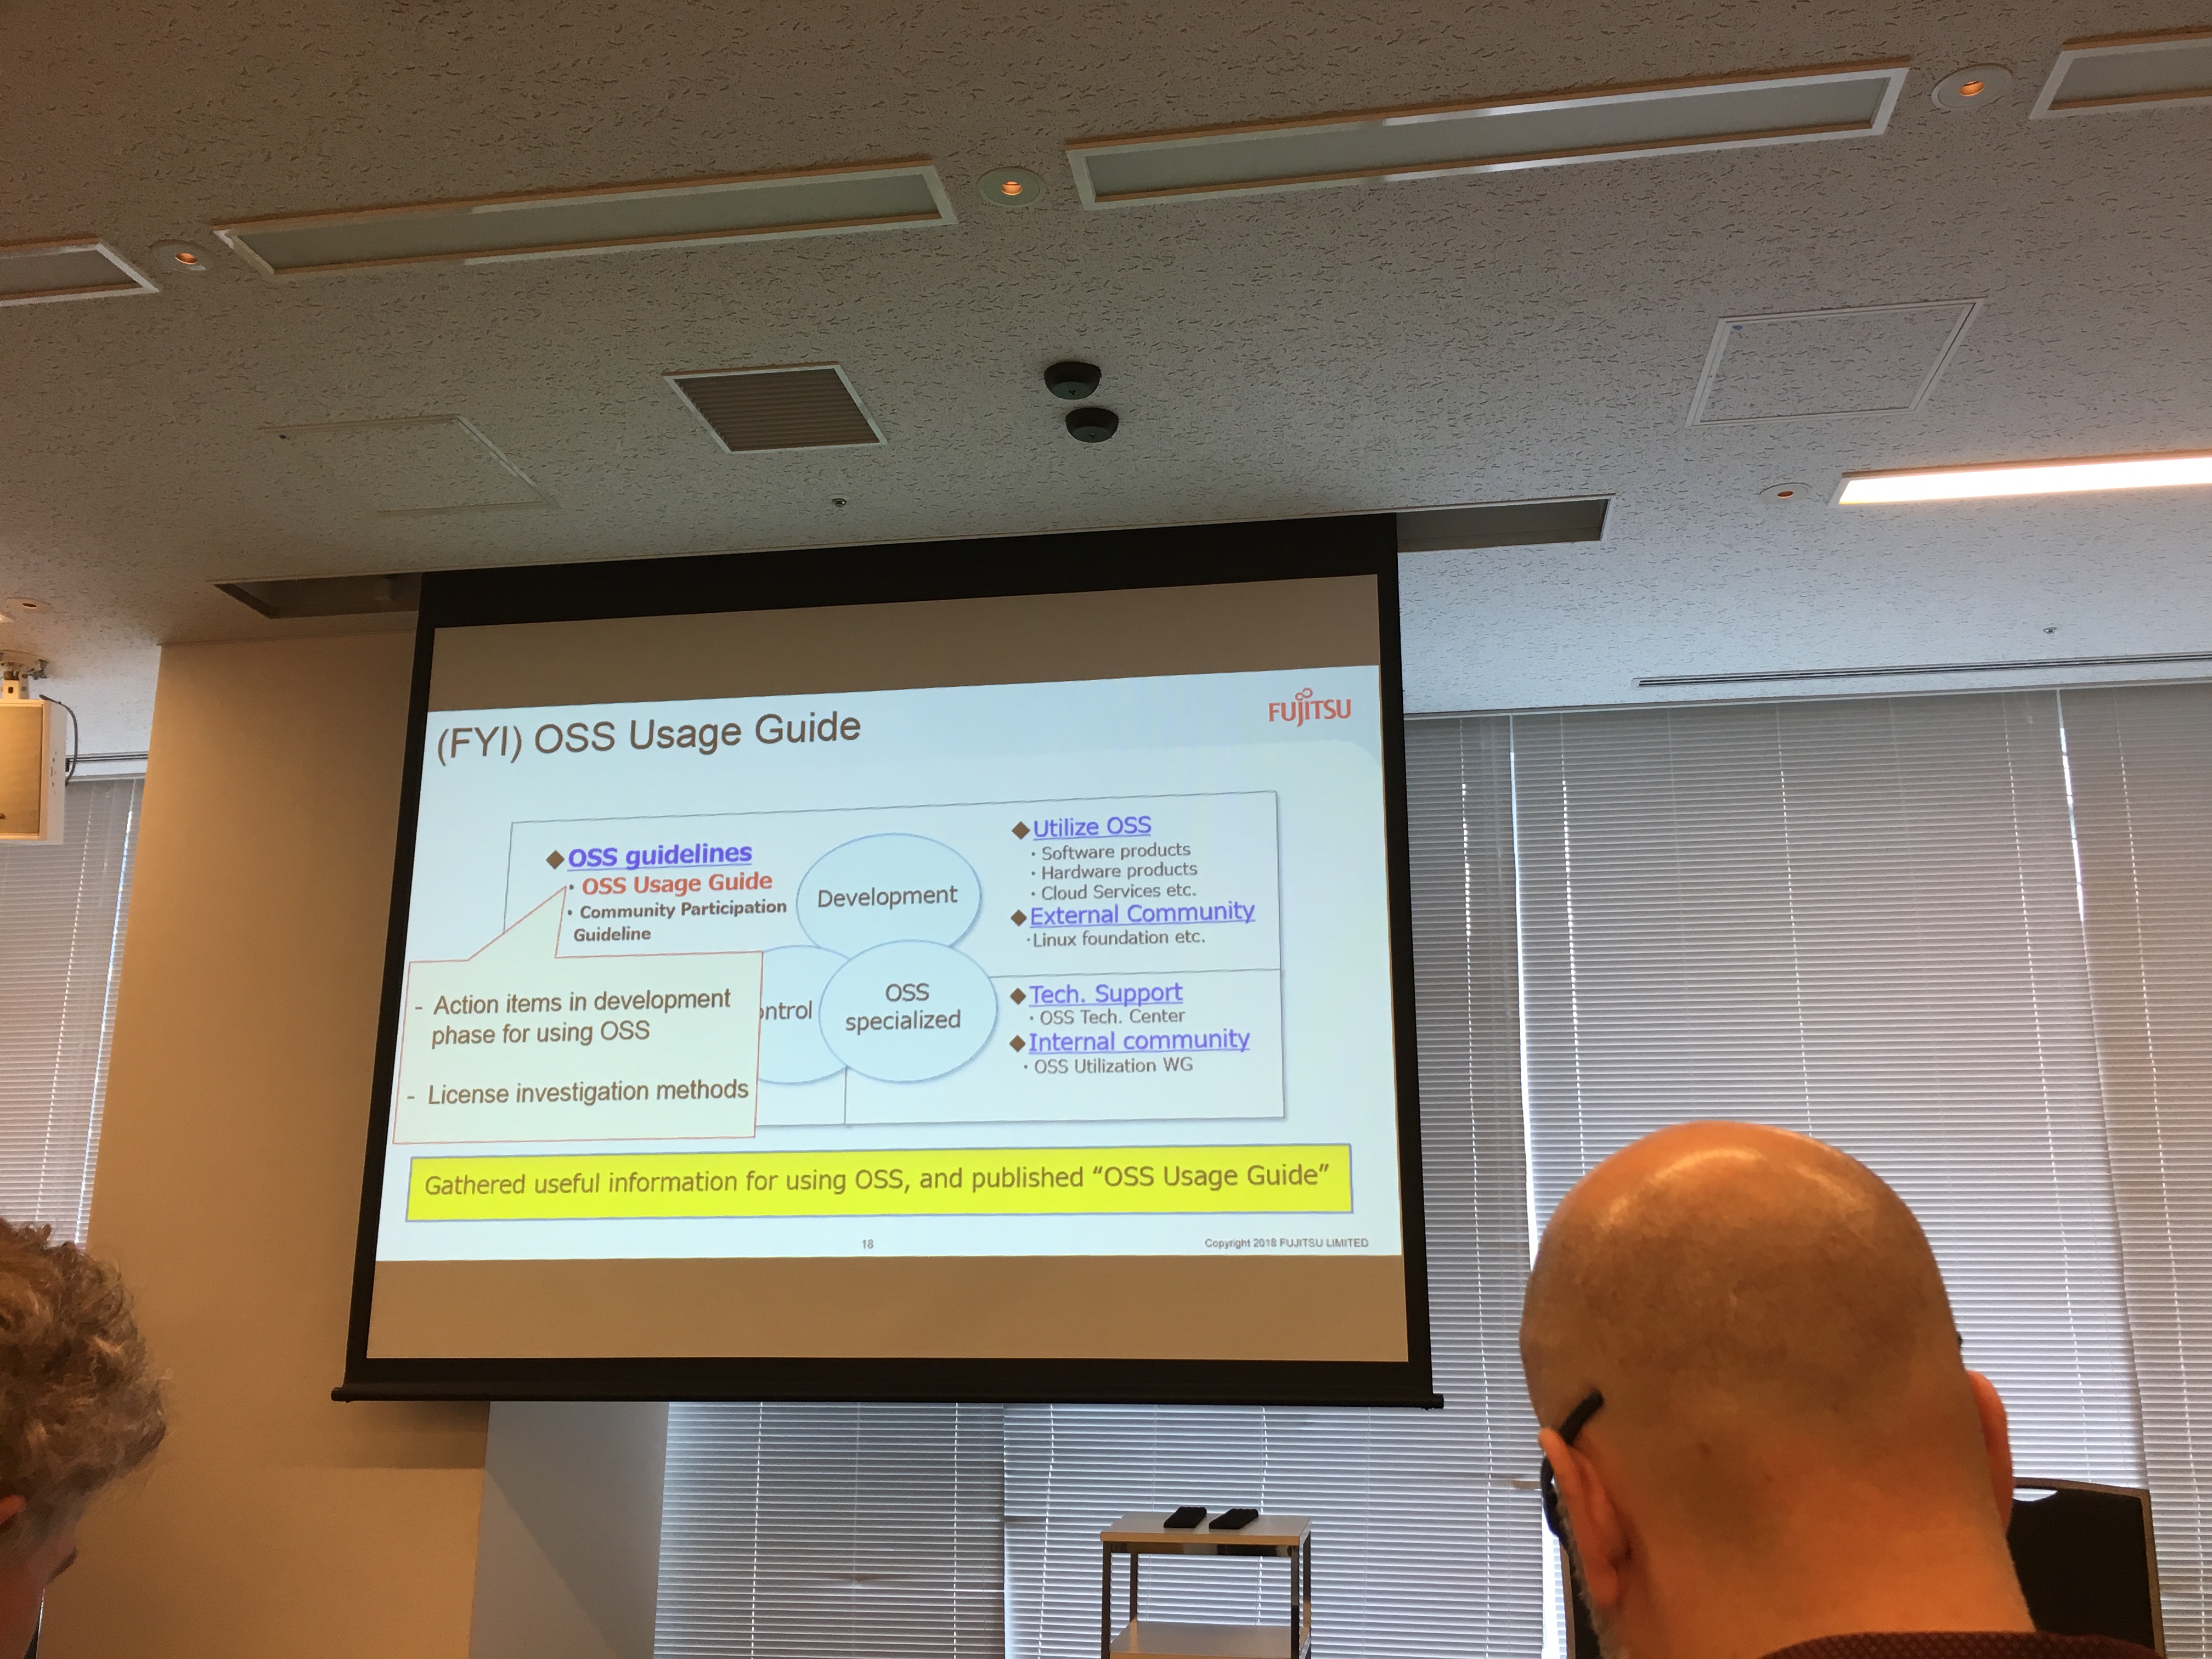 (FYI) OSS Usage Guide
FUJITSU
◆OSS guidelines
・OSS Usage Guide
・Community Participation
Guideline
- Action items in development
phase for using OSS
- License investigation methods
Development
ntrol
OSS
specialized
◆Utilize OSS
・Software products
・Hardware products
・Cloud Services etc.
◆External Community
・Linux foundation etc.
◆Tech. Support
・OSS Tech. Center
◆Internal community
・OSS Utilization WG
Gathered useful information for using OSS, and published “OSS Usage Guide”
18
Copyright 2018 FUJITSU LIMITED